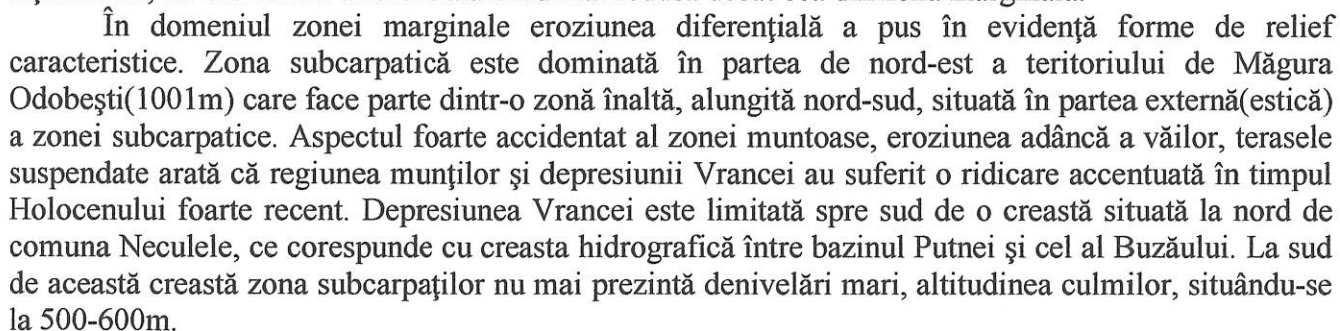 În domeniul zonei marginale eroziunea diferenţială a pus în evidenţă forme de relief
caracteristice. Zona subcarpatică este dominată în partea de nord-est a teritoriului de Măgura
Odobeşti(1001m) care face parte dintr-o zonă înaltă, alungită nord-sud, situată în partea externă(estică)
a zonei subcarpatice. Aspectul foarte accidentat al zonei muntoase, eroziunea adâncă a văilor, terasele
suspendate arată că regiunea munţilor şi depresiunii Vrancei au suferit o ridicare accentuată în timpul
Holocenului foarte recent. Depresiunea Vrancei este limitată spre sud de o creastă situată la nord de
comuna Neculele, ce corespunde cu creasta hidrografică între bazinul Putnei şi cel al Buzăului. La sud
de această creastă zona subcarpaţilor nu mai prezintă denivelări mari, altitudinea culmilor, situându-se
la 500-600m.